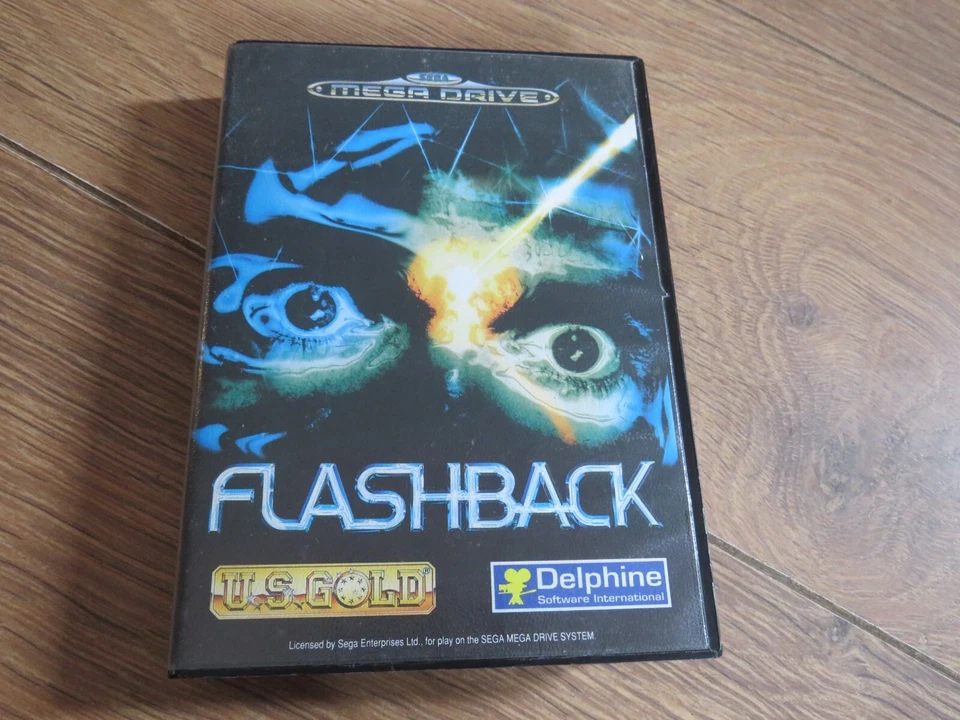 SEGA
MEGA DRIVE
FLASHBACK
U.S. GOLD®
Delphine
Software International
Licensed by Sega Enterprises Ltd., for play on the SEGA MEGA DRIVE SYSTEM.